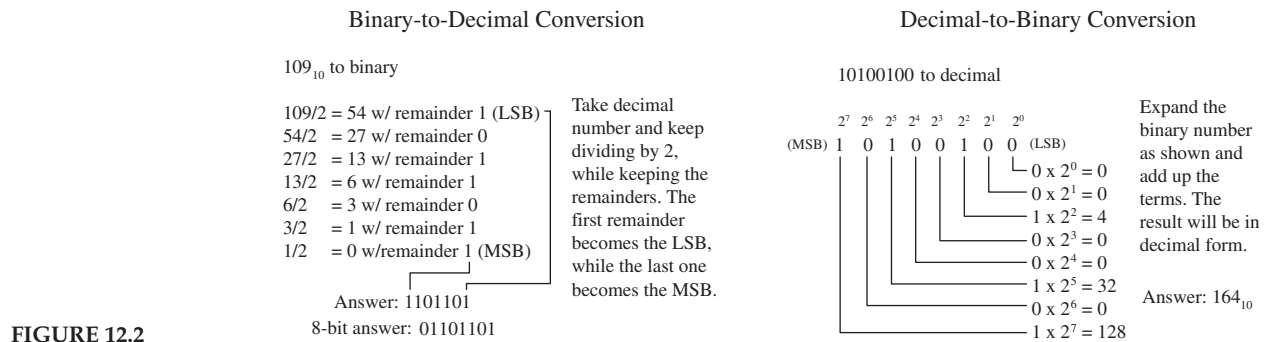 Binary-to-Decimal Conversion
109₁₀ to binary
109/2 = 54 w/ remainder 1 (LSB)
54/2 = 27 w/ remainder 0
27/2 = 13 w/ remainder 1
13/2 = 6 w/ remainder 1
6/2 = 3 w/ remainder 0
3/2 = 1 w/ remainder 1
1/2 = 0 w/remainder 1 (MSB)
Answer: 1101101
8-bit answer: 01101101
Take decimal
number and keep
dividing by 2,
while keeping the
remainders. The
first remainder
becomes the LSB,
while the last one
becomes the MSB.
Decimal-to-Binary Conversion
10100100 to decimal
2⁷ 2⁶ 2⁵ 2⁴ 2³ 2² 2¹ 2⁰
(MSB) 1 0 1 0 0 1 0 0 (LSB)
0 x 2⁰ = 0
0 x 2¹ = 0
1 x 2² = 4
0 x 2³ = 0
0 x 2⁴ = 0
1 x 2⁵ = 32
0 x 2⁶ = 0
1 x 2⁷ = 128
Expand the
binary number
as shown and
add up the
terms. The
result will be in
decimal form.
Answer: 164₁₀
FIGURE 12.2